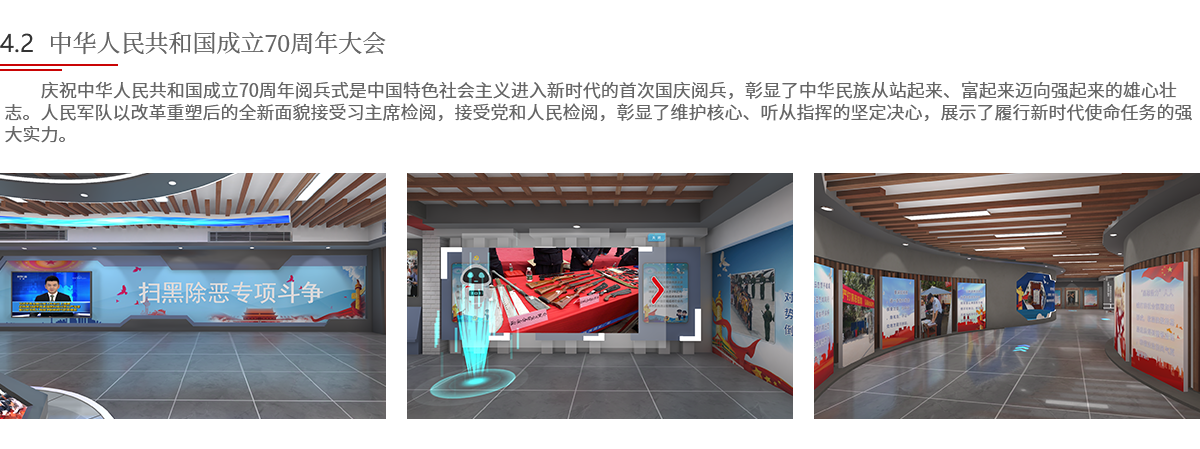 4.2 中华人民共和国成立70周年大会
庆祝中华人民共和国成立70周年阅兵式是中国特色社会主义进入新时代的首次国庆阅兵，彰显了中华民族从站起来、富起来迈向强起来的雄心壮
志。人民军队以改革重塑后的全新面貌接受习主席检阅，接受党和人民检阅，彰显了维护核心、听从指挥的坚定决心，展示了履行新时代使命任务的强
大实力。
扫黑除恶专项斗争
对
势
倒